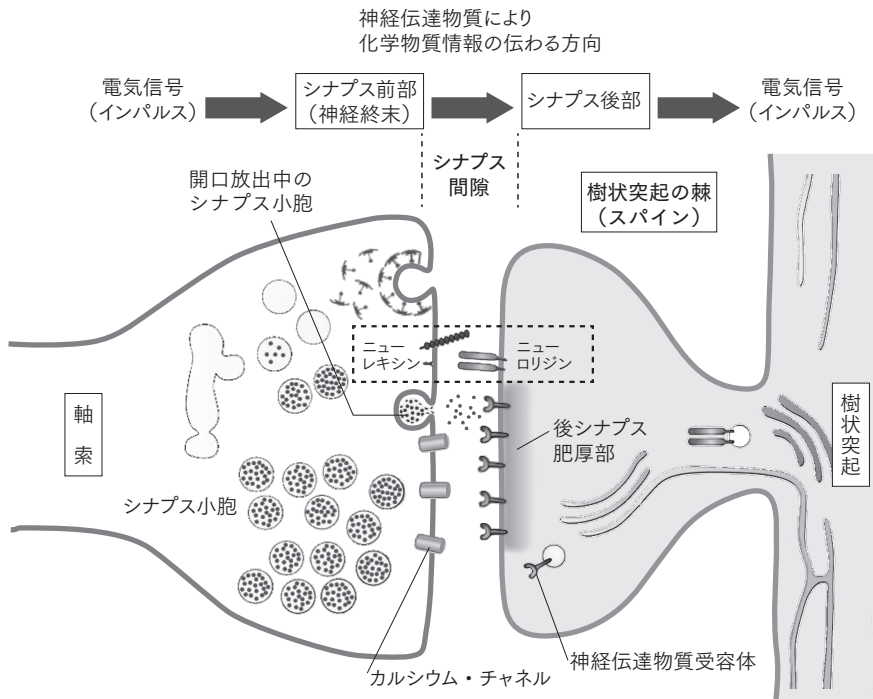 神経伝達物質により
化学物質情報の伝わる方向
電気信号
（インパルス）
シナプス前部
（神経終末）
シナプス後部
電気信号
（インパルス）
シナプス
間隙
開口放出中の
シナプス小胞
樹状突起の棘
（スパイン）
ニュー
レキシン
ニュー
ロリジン
軸索
樹状突起
後シナプス
肥厚部
シナプス小胞
カルシウム・チャネル
神経伝達物質受容体